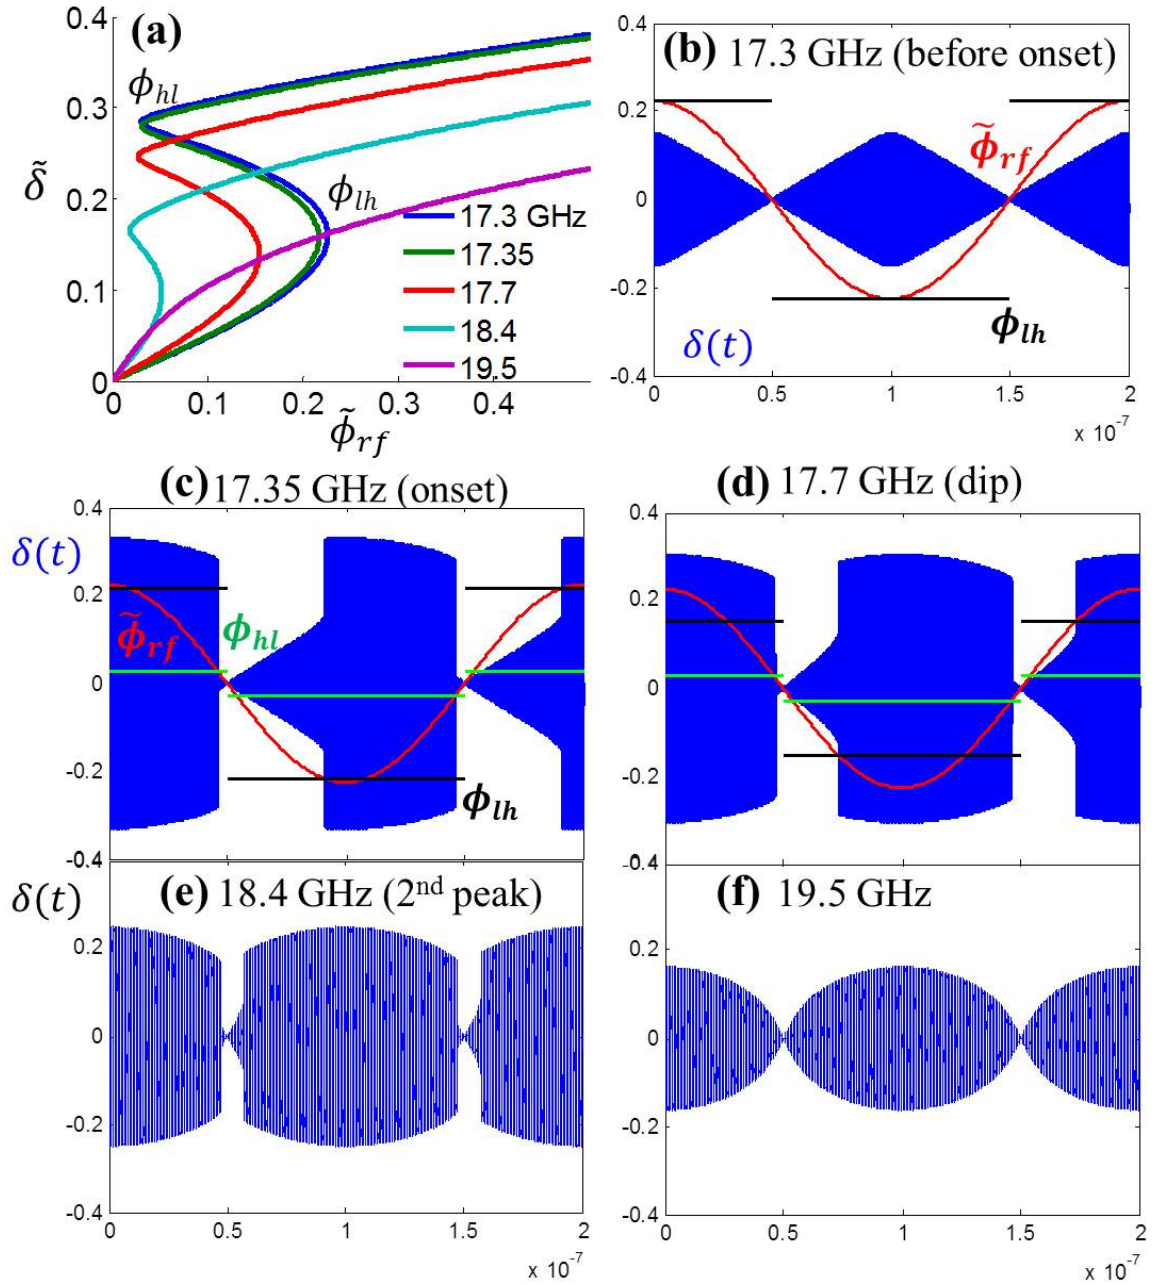 (a)
0.4
0.3
0.2
0.1
0
δ̃
ϕ_hl
ϕ_lh
17.3 GHz
17.35
17.7
18.4
19.5
0 0.1 0.2 0.3 0.4
ϕ̃_rf
(b) 17.3 GHz (before onset)
0.4
0.2
0
-0.2
-0.4
ϕ̃_rf
δ(t)
ϕ_lh
0 0.5 1 1.5 2
x 10^-7
(c) 17.35 GHz (onset)
0.4
δ(t)
0.2
ϕ̃_rf ϕ_hl
0
-0.2
ϕ_lh
-0.4
(d) 17.7 GHz (dip)
0.4
0.2
0
-0.2
-0.4
(e) 18.4 GHz (2nd peak)
δ(t)
0.2
0
-0.2
-0.4
0 0.5 1 1.5 2
x 10^-7
(f) 19.5 GHz
0.2
0
-0.2
-0.4
0 0.5 1 1.5 2
x 10^-7